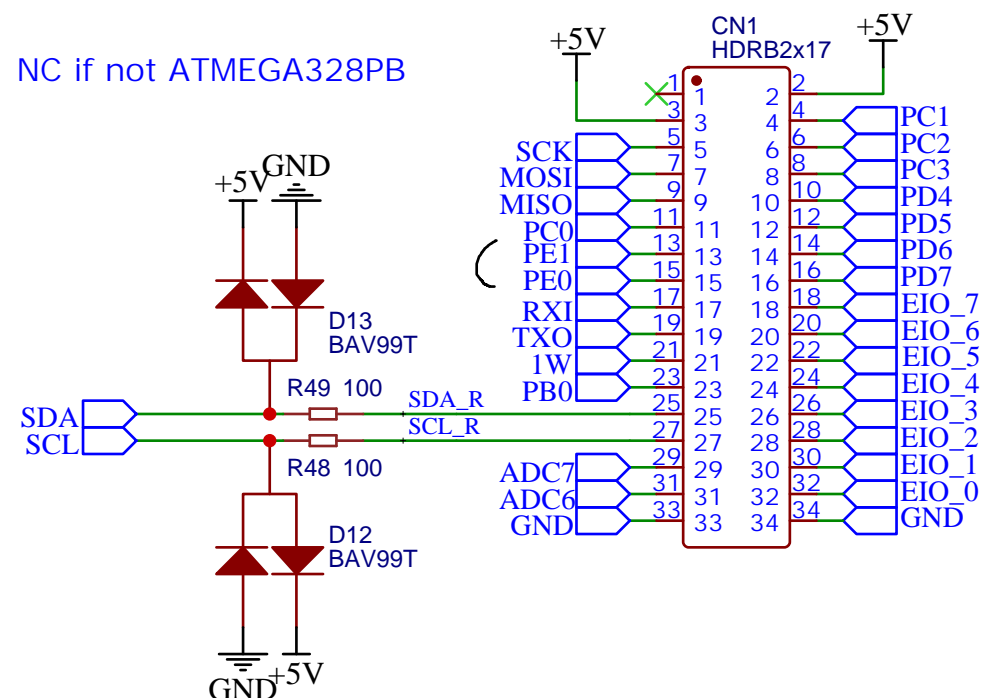 NC if not ATMEGA328PB
CN1
HDRB2x17
+5V
+5V
1 1 2 2
3 3 4 4 PC1
SCK 5 5 6 6 PC2
MOSI 7 7 8 8 PC3
MISO 9 9 10 10 PD4
PC0 11 11 12 12 PD5
PE1 13 13 14 14 PD6
PE0 15 15 16 16 PD7
RXI 17 17 18 18 EIO_7
TXO 19 19 20 20 EIO_6
1W 21 21 22 22 EIO_5
PB0 23 23 24 24 EIO_4
25 25 26 26 EIO_3
27 27 28 28 EIO_2
ADC7 29 29 30 30 EIO_1
ADC6 31 31 32 32 EIO_0
GND 33 33 34 34 GND
+5V
GND
D13
BAV99T
R49 100
SDA
SDA_R
SCL
SCL_R
R48 100
D12
BAV99T
GND
+5V